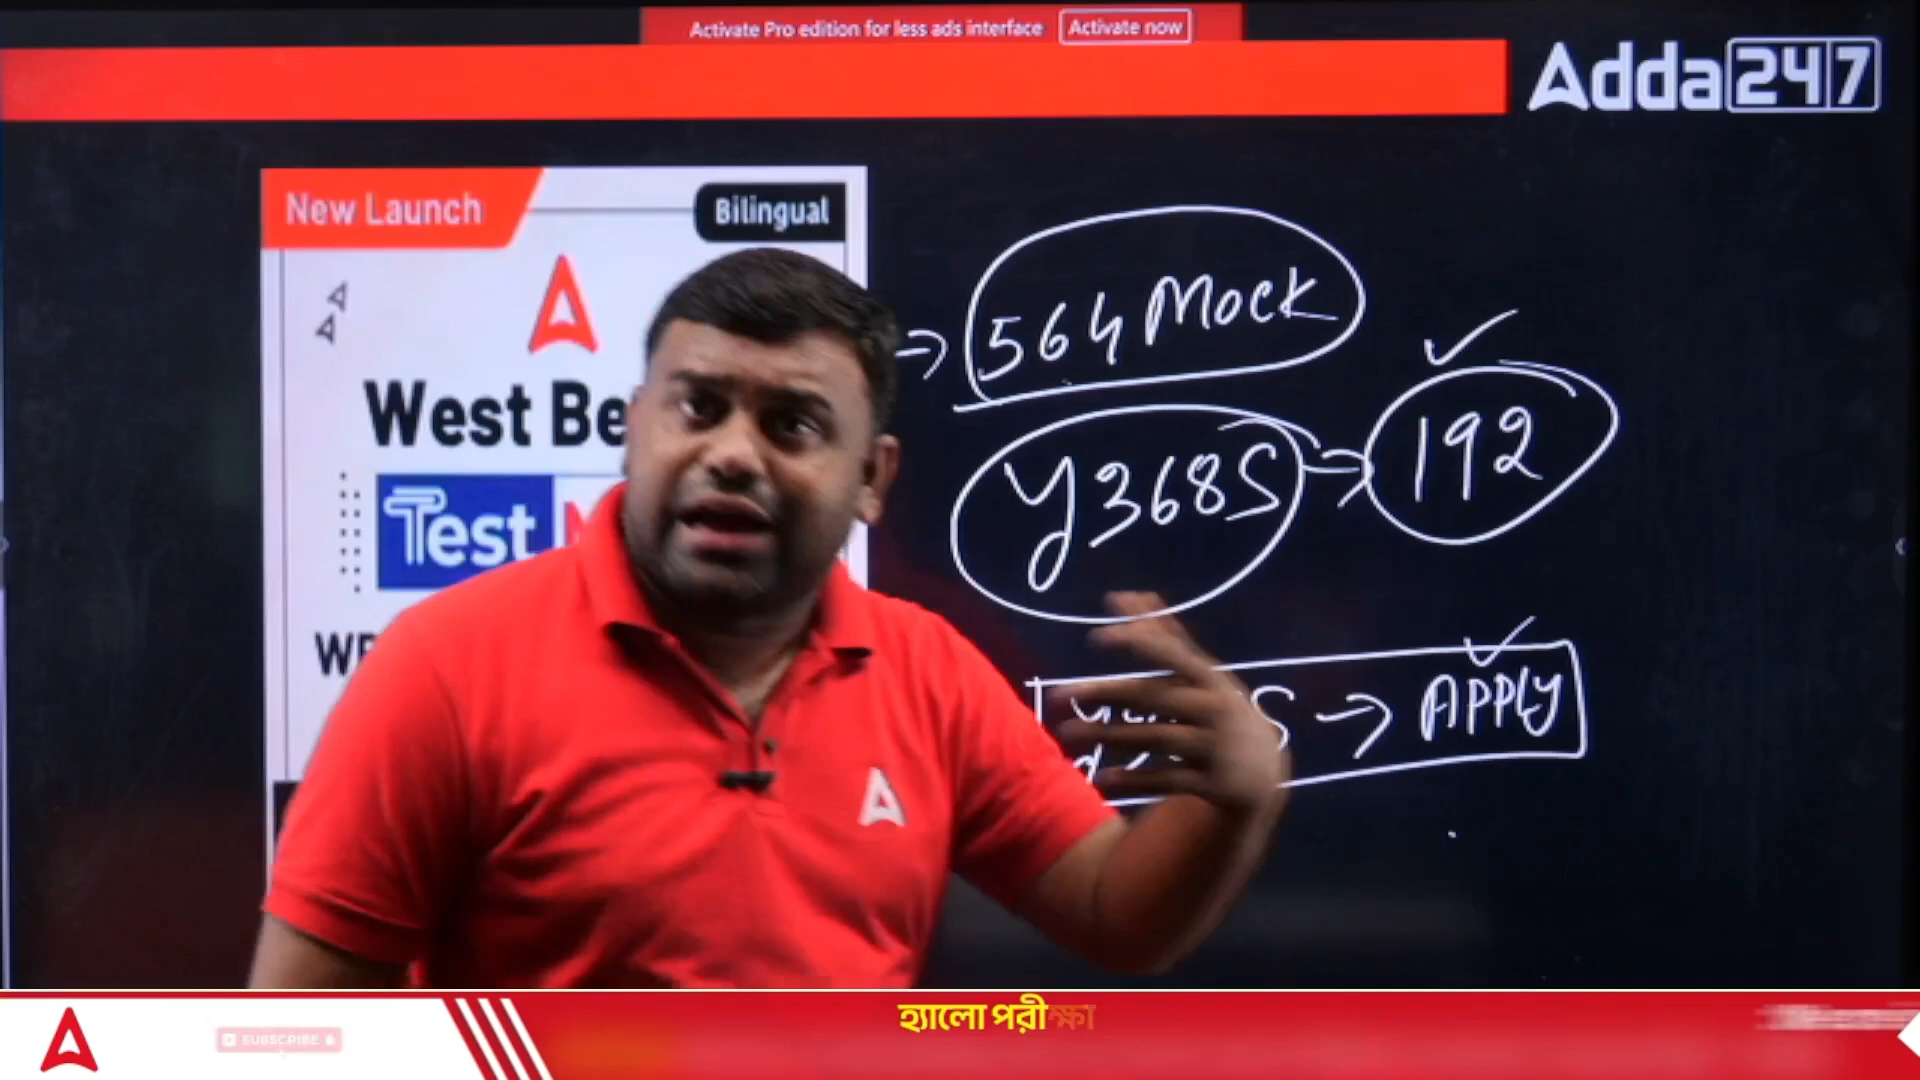 Activate Pro edition for less ads interface Activate now
Adda247
New Launch
Bilingual
West Be
Test
564 Mock
Y368S → 192
S → APPLY
SUBSCRIBE
হ্যালো পরীক্ষা